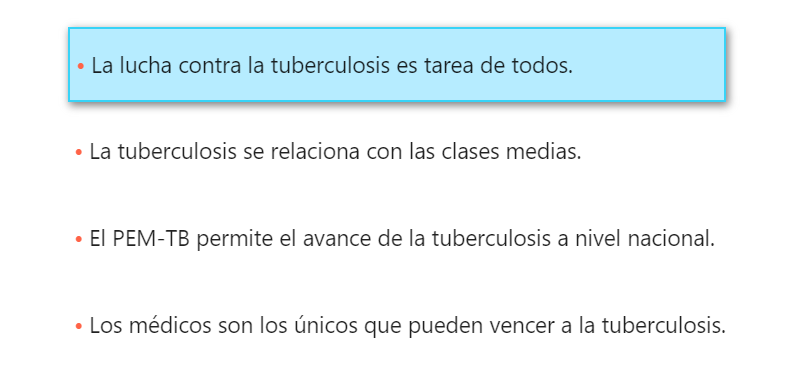 • La lucha contra la tuberculosis es tarea de todos.
• La tuberculosis se relaciona con las clases medias.
• El PEM-TB permite el avance de la tuberculosis a nivel nacional.
• Los médicos son los únicos que pueden vencer a la tuberculosis.